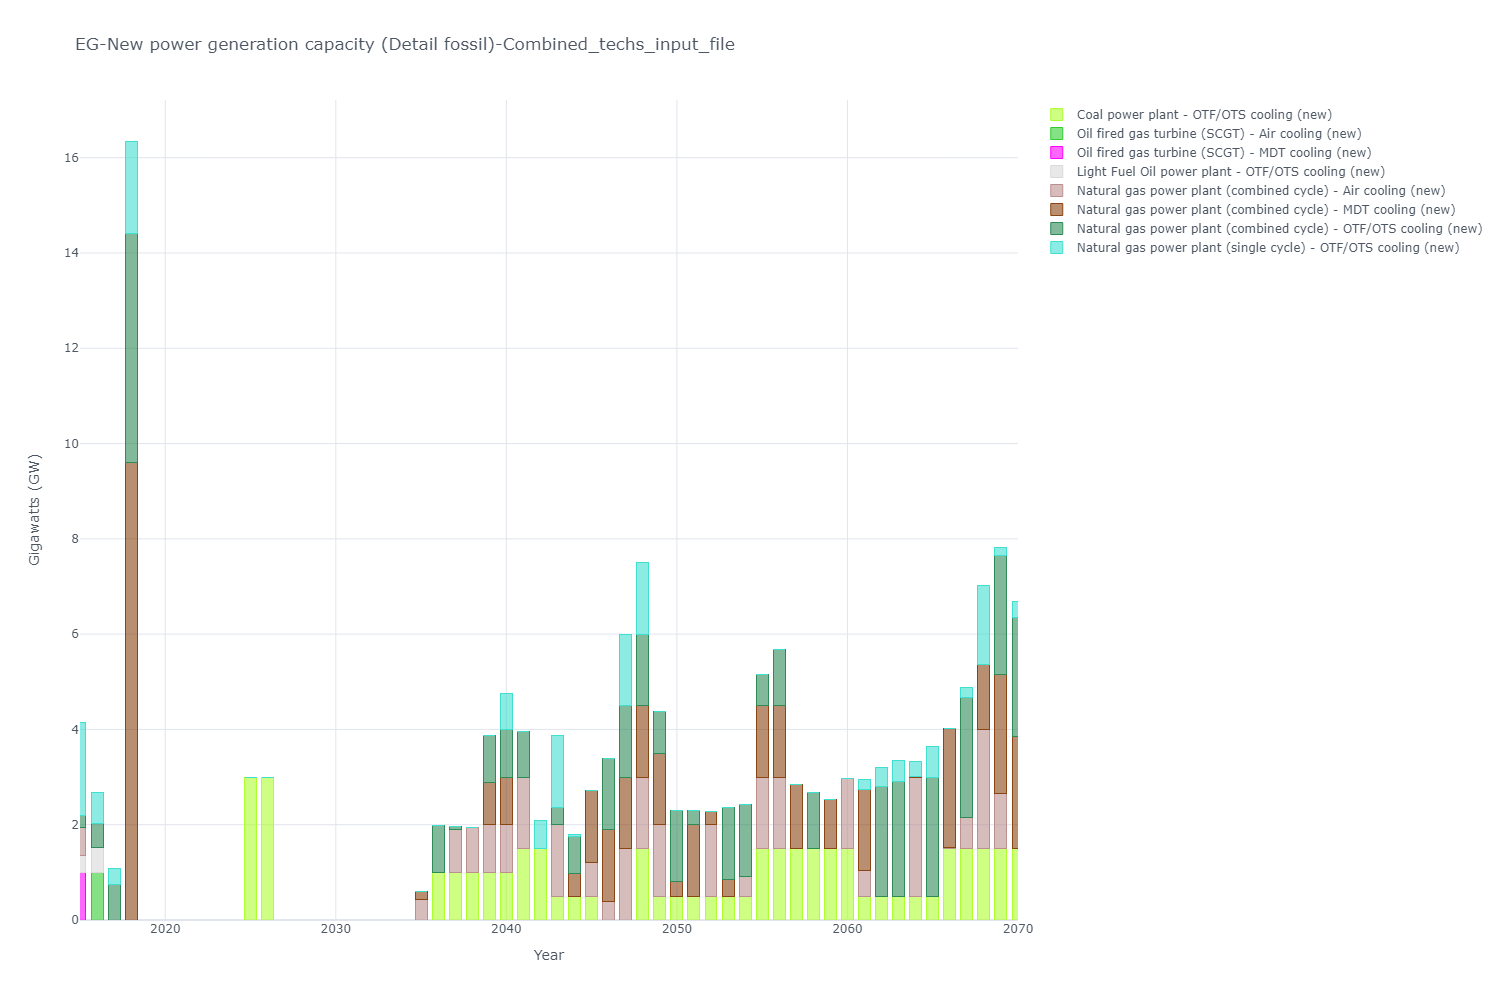 EG-New power generation capacity (Detail fossil)-Combined_techs_input_file
Coal power plant - OTF/OTS cooling (new)
Oil fired gas turbine (SCGT) - Air cooling (new)
Oil fired gas turbine (SCGT) - MDT cooling (new)
Light Fuel Oil power plant - OTF/OTS cooling (new)
Natural gas power plant (combined cycle) - Air cooling (new)
Natural gas power plant (combined cycle) - MDT cooling (new)
Natural gas power plant (combined cycle) - OTF/OTS cooling (new)
Natural gas power plant (single cycle) - OTF/OTS cooling (new)
16
14
12
10
8
6
4
2
0
Gigawatts (GW)
2020 2030 2040 2050 2060 2070
Year